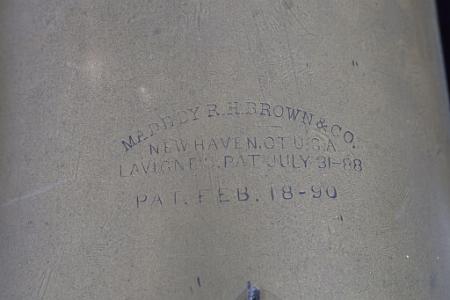 MADE BY R.H.BROWN & CO.
NEW HAVEN, CT U.S.A
LAVIGNE'S. PAT JULY 31-88
PAT. FEB. 18-90